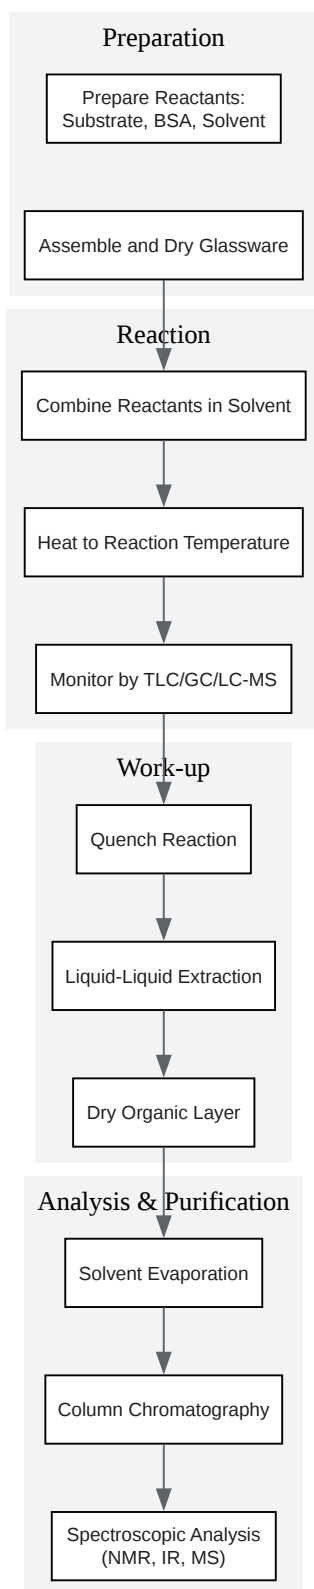 Preparation
Prepare Reactants:
Substrate, BSA, Solvent
Assemble and Dry Glassware
Reaction
Combine Reactants in Solvent
Heat to Reaction Temperature
Monitor by TLC/GC/LC-MS
Work-up
Quench Reaction
Liquid-Liquid Extraction
Dry Organic Layer
Analysis & Purification
Solvent Evaporation
Column Chromatography
Spectroscopic Analysis
(NMR, IR, MS)